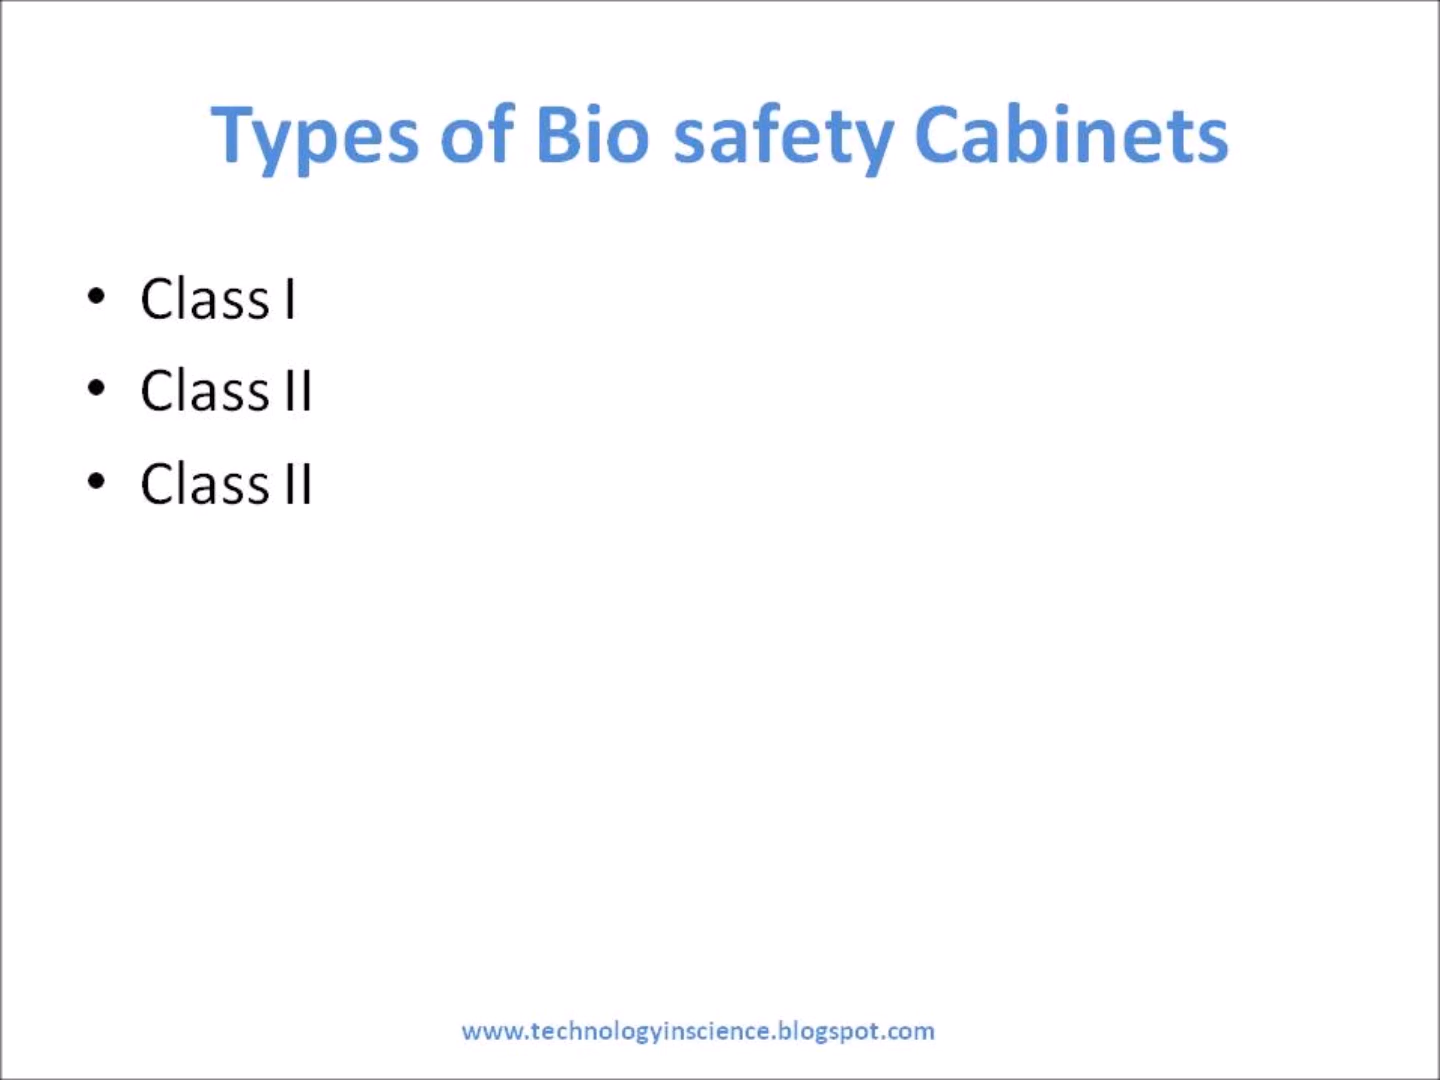 Types of Bio safety Cabinets
• Class I
• Class II
• Class II
www.technologyinscience.blogspot.com